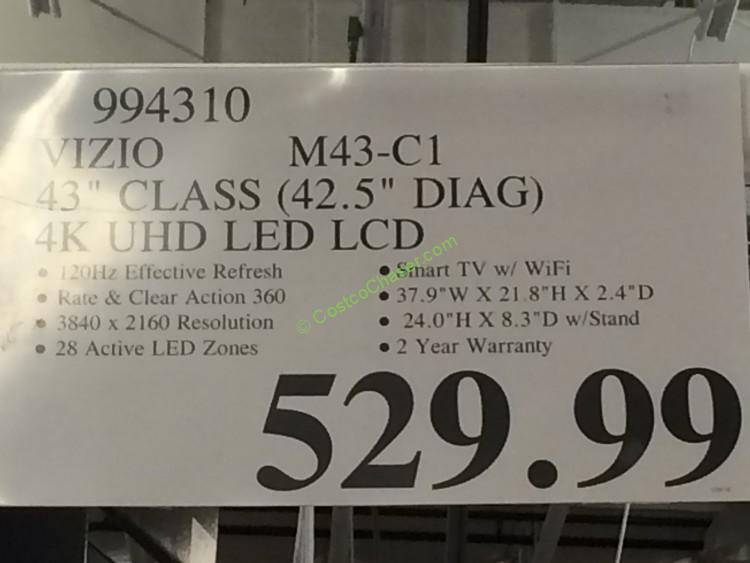 994310
VIZIO M43-C1
43" CLASS (42.5" DIAG)
4K UHD LED LCD
• 120Hz Effective Refresh
• Rate & Clear Action 360
• 3840 x 2160 Resolution
• 28 Active LED Zones
• Smart TV w/ WiFi
• 37.9"W X 21.8"H X 2.4"D
• 24.0"H X 8.3"D w/Stand
• 2 Year Warranty
© CostcoChaser.com
529.99